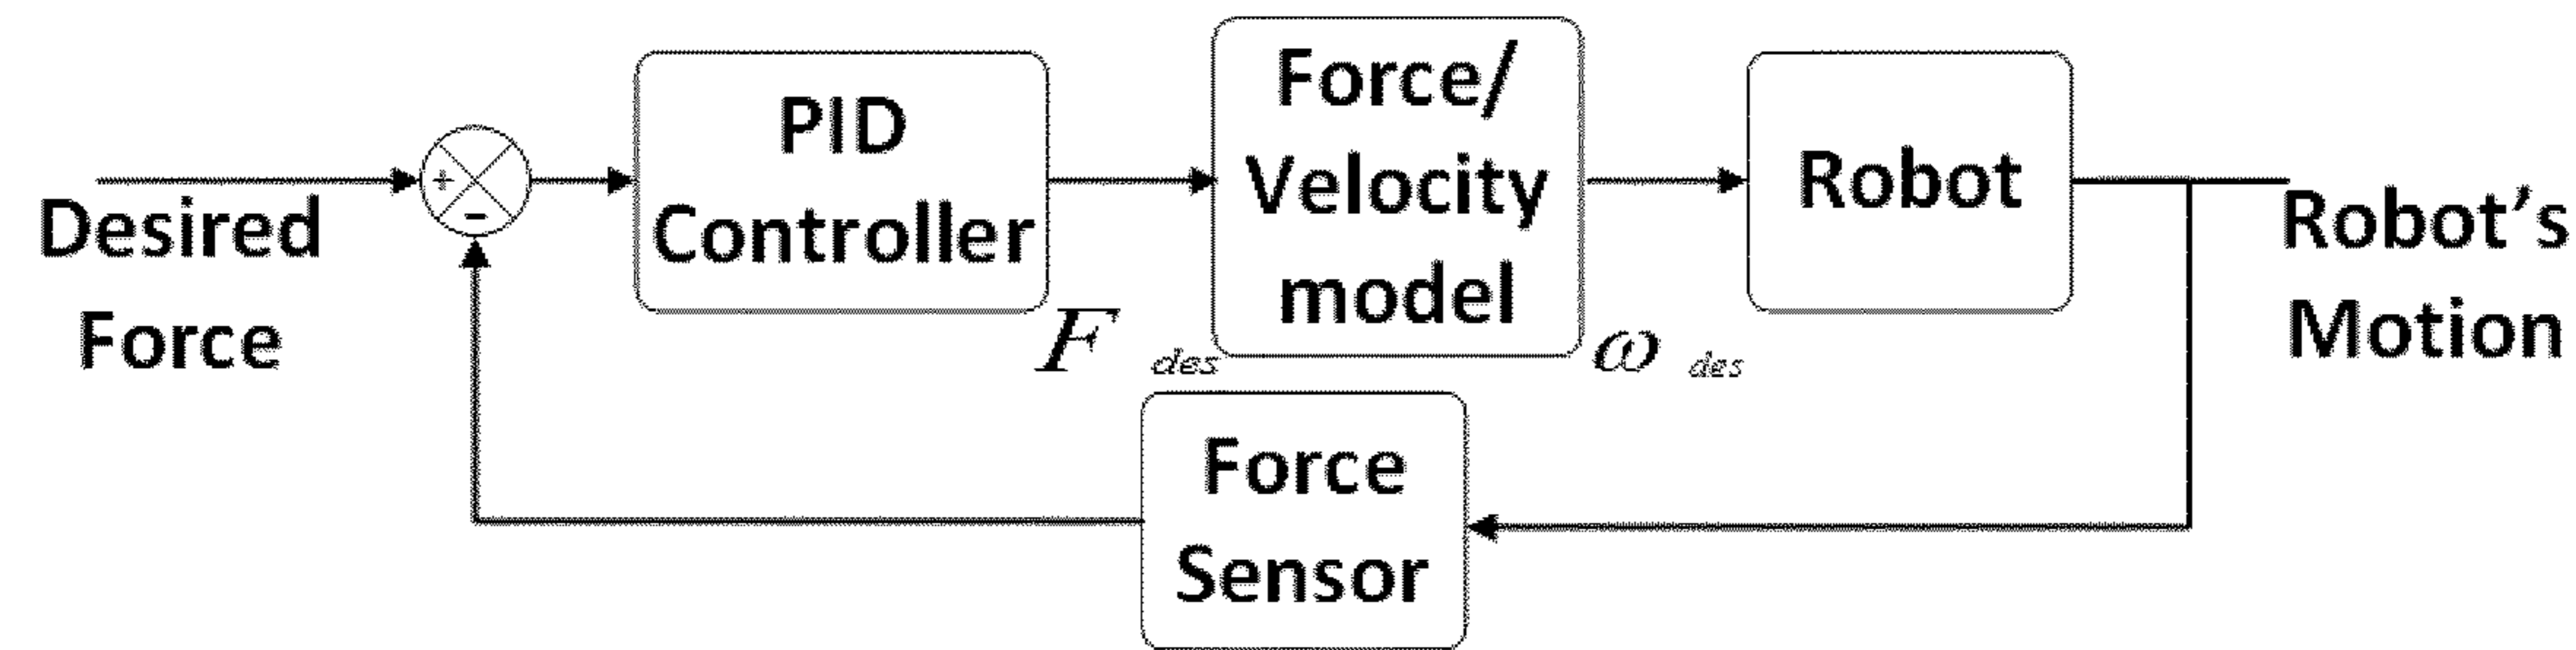 Desired
Force
+
−
PID
Controller
F des
Force/
Velocity
model
ω des
Robot
Robot's
Motion
Force
Sensor